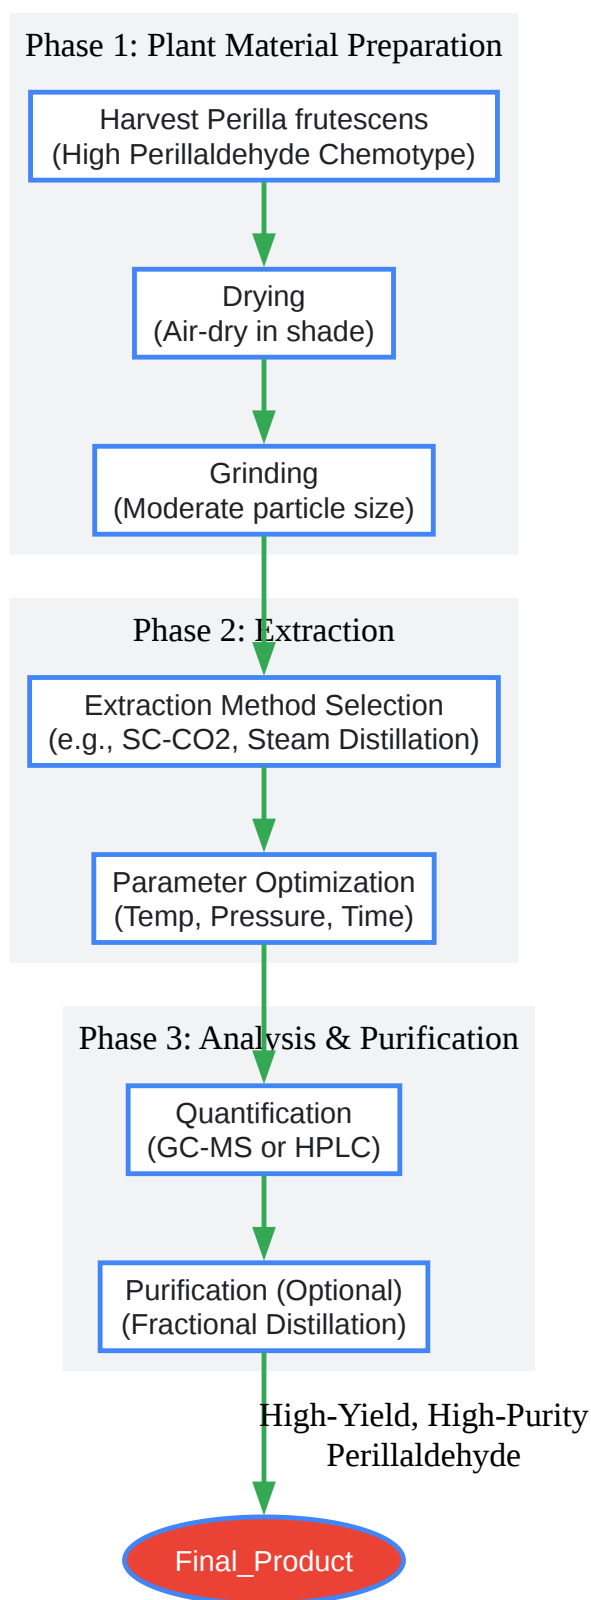 Phase 1: Plant Material Preparation
Harvest Perilla frutescens
(High Perillaldehyde Chemotype)
Drying
(Air-dry in shade)
Grinding
(Moderate particle size)
Phase 2: Extraction
Extraction Method Selection
(e.g., SC-CO2, Steam Distillation)
Parameter Optimization
(Temp, Pressure, Time)
Phase 3: Analysis & Purification
Quantification
(GC-MS or HPLC)
Purification (Optional)
(Fractional Distillation)
High-Yield, High-Purity
Perillaldehyde
Final_Product